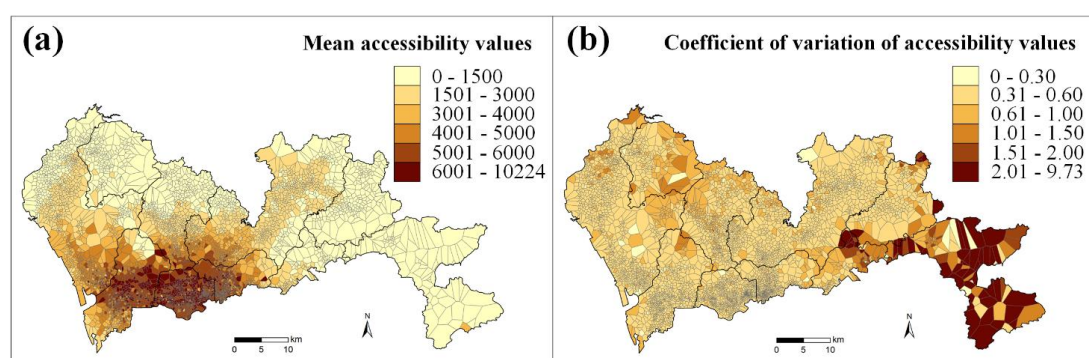 (a)
Mean accessibility values
0 - 1500
1501 - 3000
3001 - 4000
4001 - 5000
5001 - 6000
6001 - 10224
N
km
0 5 10
(b)
Coefficient of variation of accessibility values
0 - 0.30
0.31 - 0.60
0.61 - 1.00
1.01 - 1.50
1.51 - 2.00
2.01 - 9.73
N
km
0 5 10